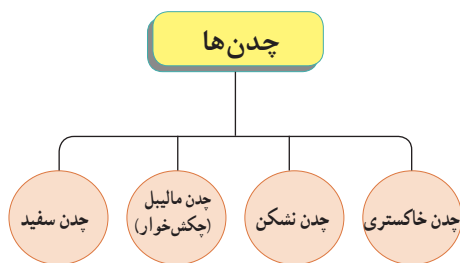 چدن‌ها
چدن خاکستری
چدن نشکن
چدن مالیبل
(چکش‌خوار)
چدن سفید